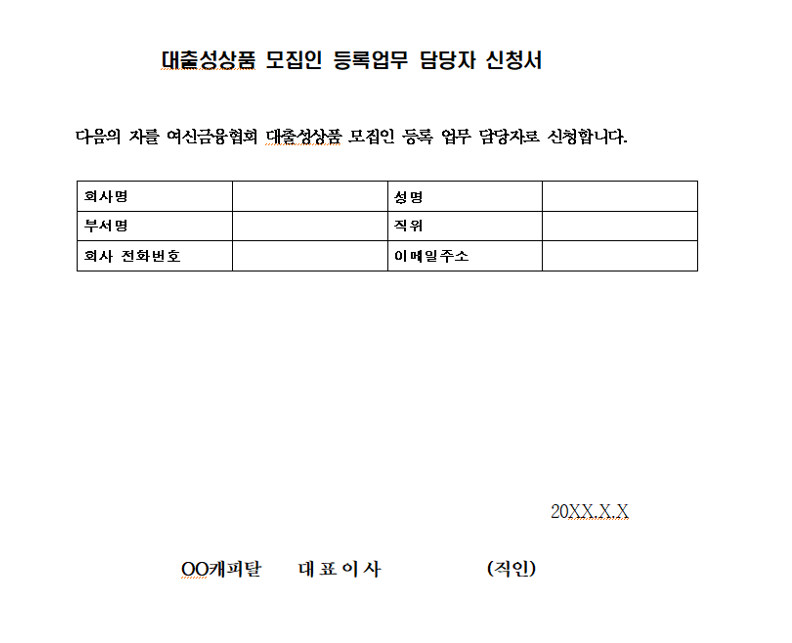 대출성상품 모집인 등록업무 담당자 신청서
다음의 자를 여신금융협회 대출성상품 모집인 등록 업무 담당자로 신청합니다.
회사명 성명
부서명 직위
회사 전화번호 이메일주소
20XX.X.X
OO캐피탈 대표이사 (직인)